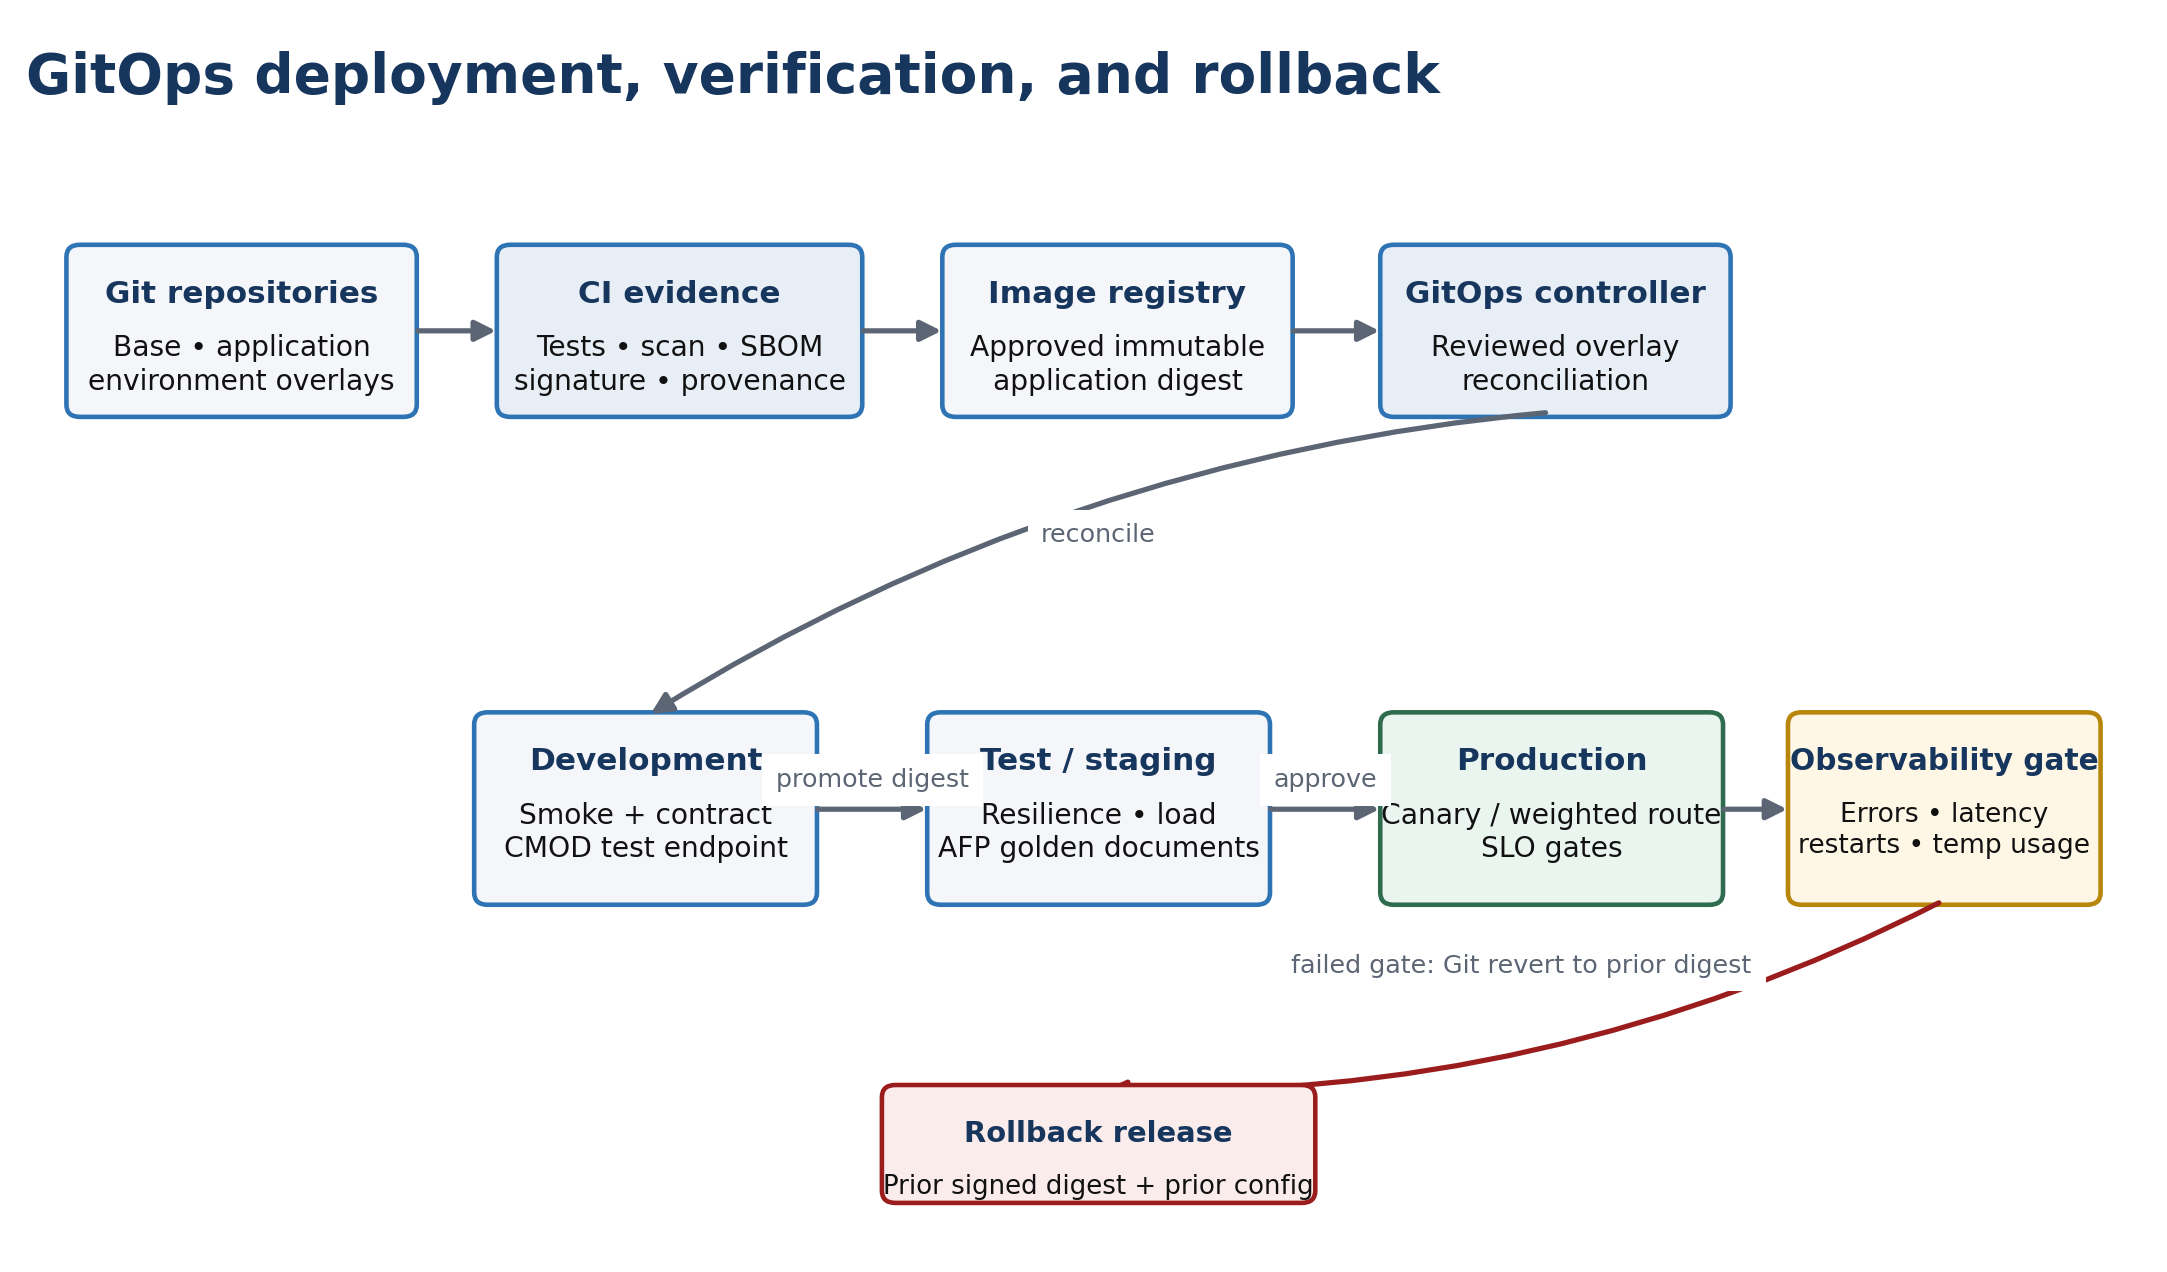 GitOps deployment, verification, and rollback
Git repositories
Base • application
environment overlays
CI evidence
Tests • scan • SBOM
signature • provenance
Image registry
Approved immutable
application digest
GitOps controller
Reviewed overlay
reconciliation
reconcile
Development
Smoke + contract
CMOD test endpoint
promote digest
Test / staging
Resilience • load
AFP golden documents
approve
Production
Canary / weighted route
SLO gates
Observability gate
Errors • latency
restarts • temp usage
failed gate: Git revert to prior digest
Rollback release
Prior signed digest + prior config